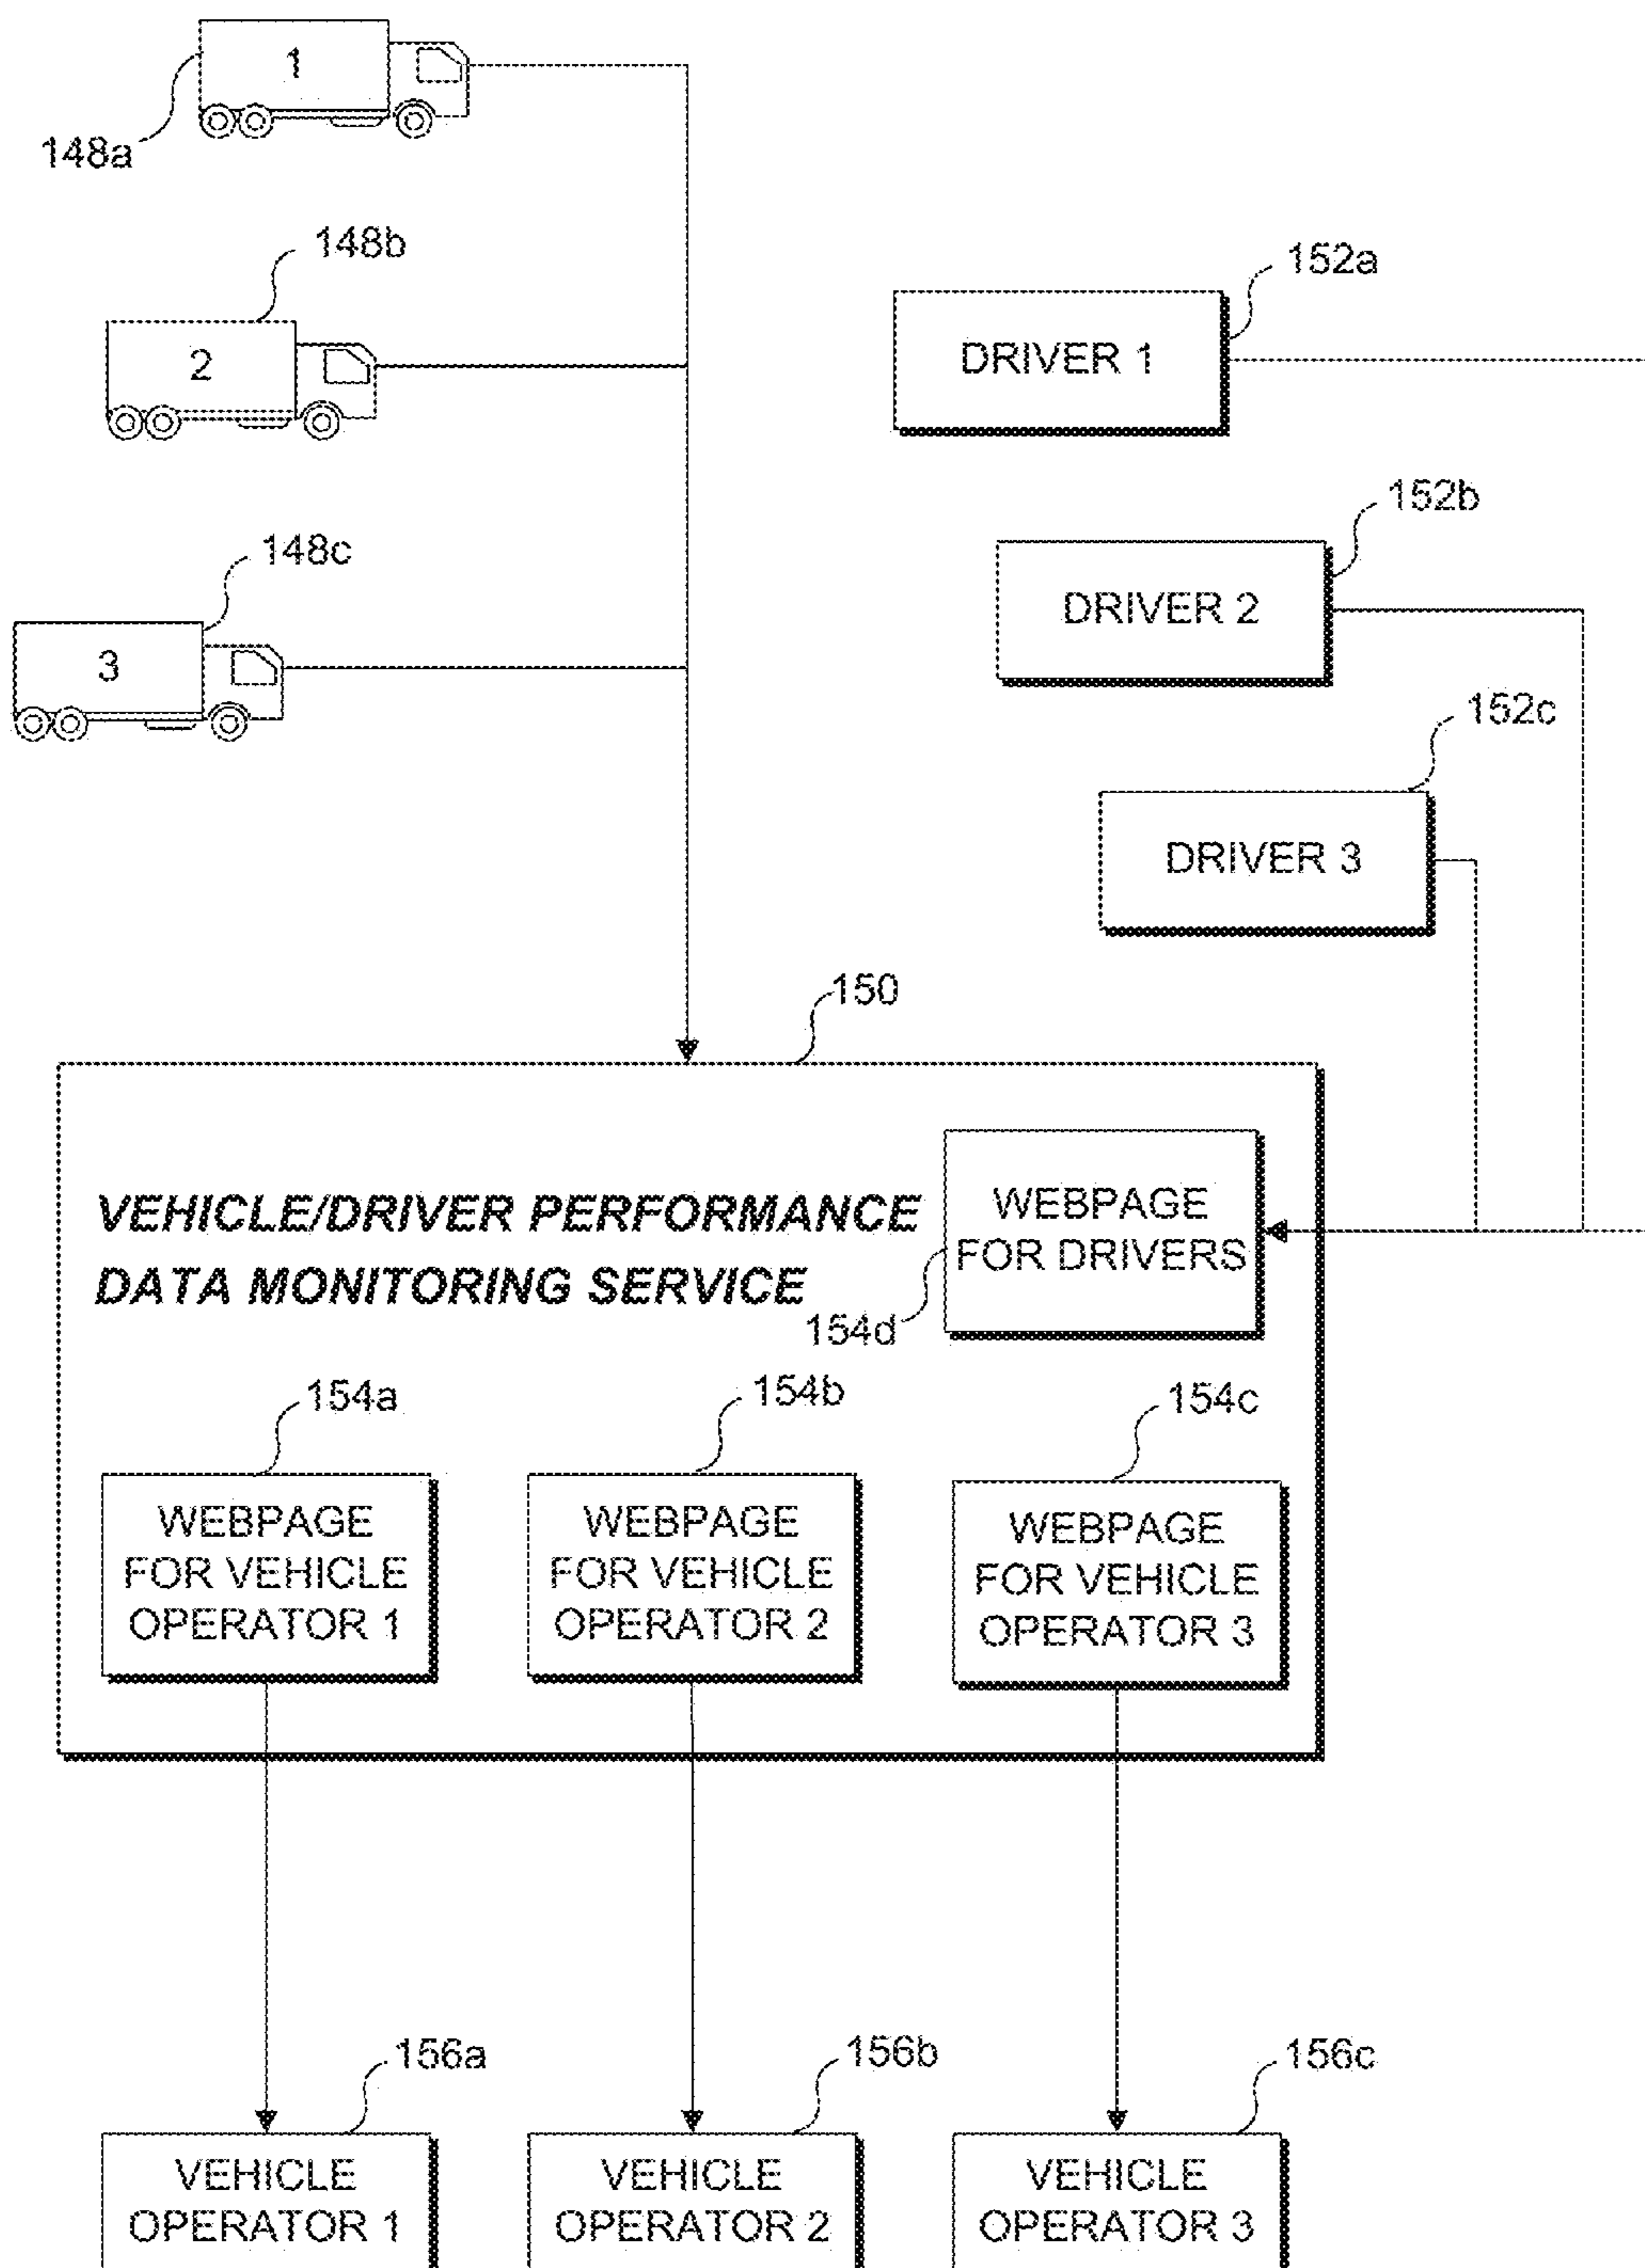 1
148a
148b
2
152a
DRIVER 1
152b
148c
DRIVER 2
3
152c
DRIVER 3
150
VEHICLE/DRIVER PERFORMANCE
DATA MONITORING SERVICE
WEBPAGE
FOR DRIVERS
154d
154a
154b
154c
WEBPAGE
FOR VEHICLE
OPERATOR 1
WEBPAGE
FOR VEHICLE
OPERATOR 2
WEBPAGE
FOR VEHICLE
OPERATOR 3
156a
156b
156c
VEHICLE
OPERATOR 1
VEHICLE
OPERATOR 2
VEHICLE
OPERATOR 3